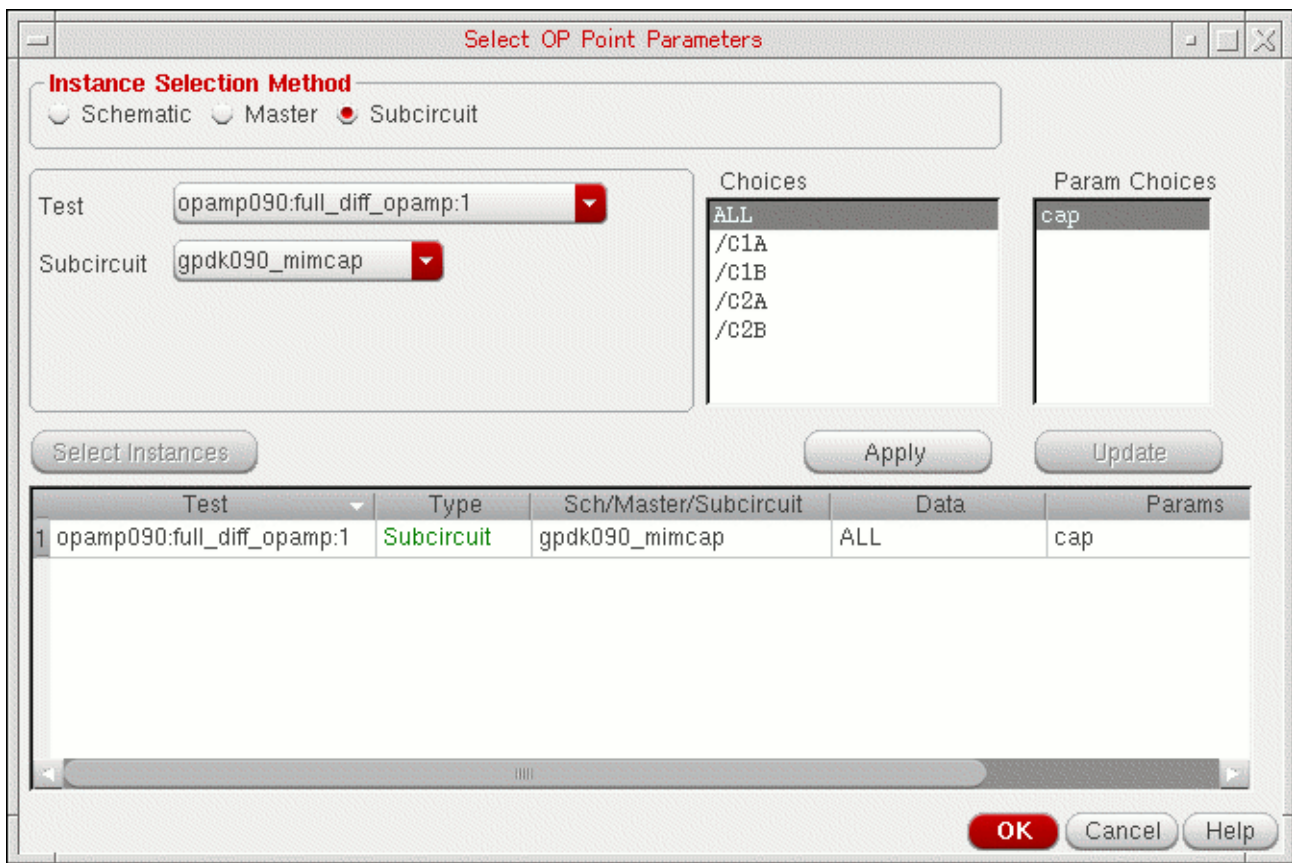 Select OP Point Parameters
Instance Selection Method
Schematic Master Subcircuit
Choices Param Choices
Test opamp090:full_diff_opamp:1
ALL cap
/C1A
Subcircuit gpdk090_mimcap
/C1B
/C2A
/C2B
Select Instances Apply Update
Test Type Sch/Master/Subcircuit Data Params
1 opamp090:full_diff_opamp:1 Subcircuit gpdk090_mimcap ALL cap
OK Cancel Help